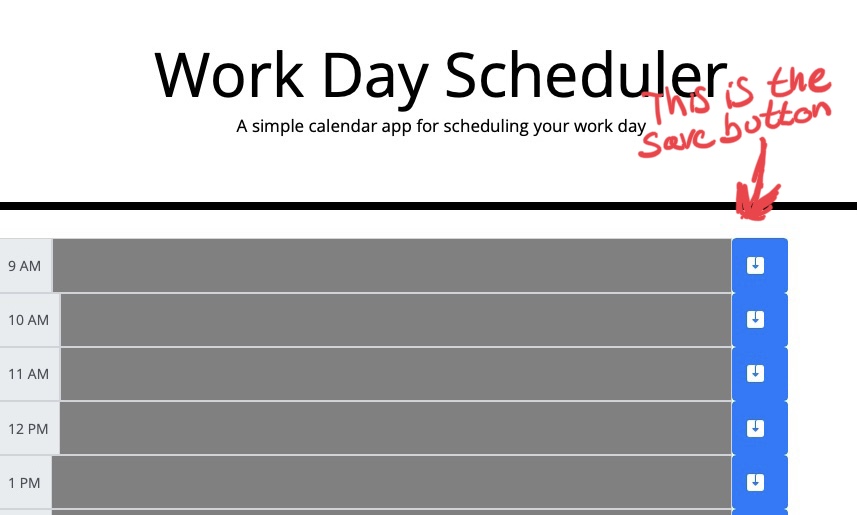 Work Day Scheduler
This is the
save button
A simple calendar app for scheduling your work day
9 AM
10 AM
11 AM
12 PM
1 PM